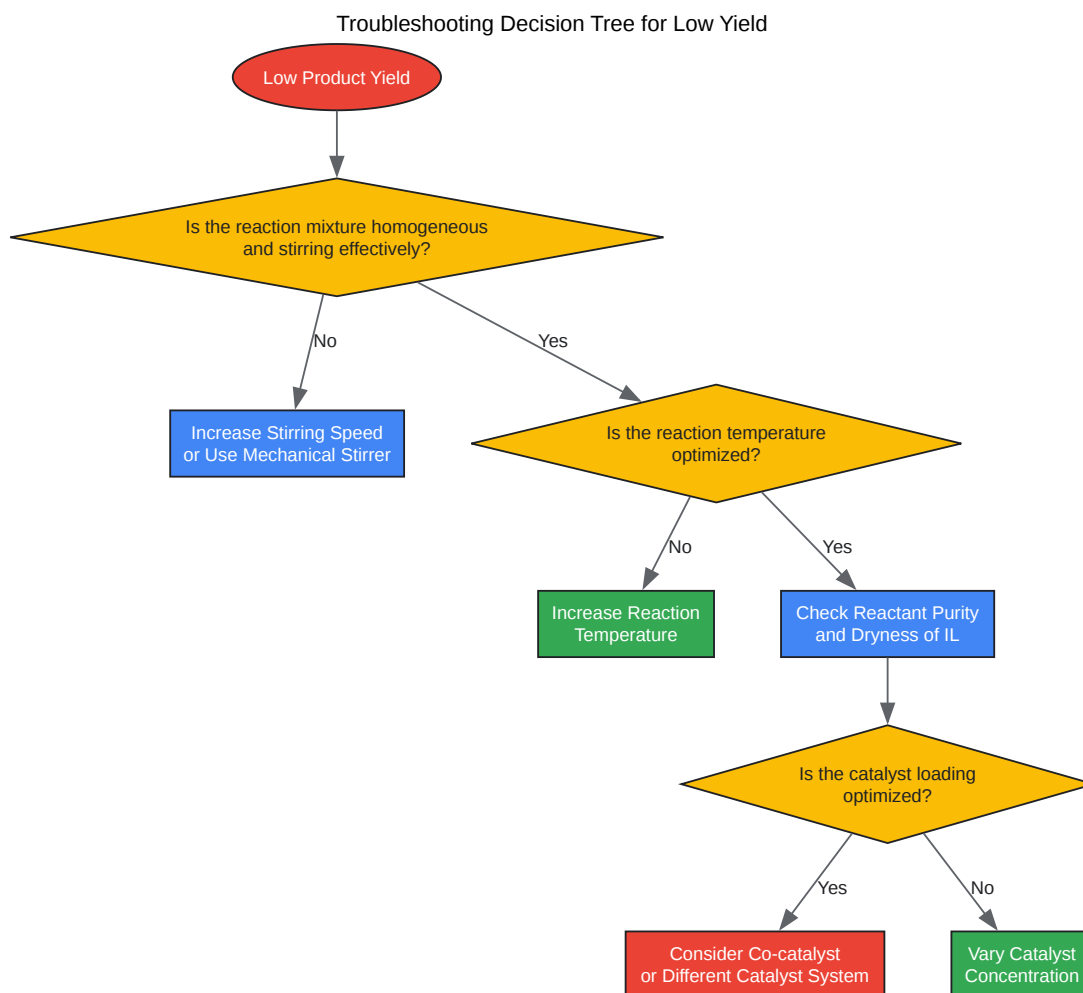 Troubleshooting Decision Tree for Low Yield
Low Product Yield
Is the reaction mixture homogeneous
and stirring effectively?
No
Yes
Increase Stirring Speed
or Use Mechanical Stirrer
Is the reaction temperature
optimized?
No
Yes
Increase Reaction
Temperature
Check Reactant Purity
and Dryness of IL
Is the catalyst loading
optimized?
Yes
No
Consider Co-catalyst
or Different Catalyst System
Vary Catalyst
Concentration